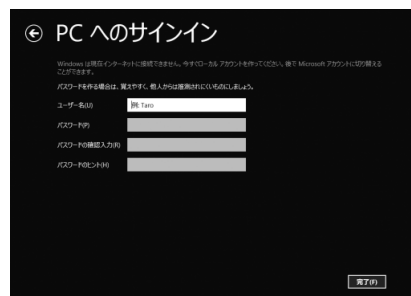 PC へのサインイン
Windows は現在インターネットに接続できません。今すぐローカル アカウントを作ってください。後で Microsoft アカウントに切り替える
ことができます。
パスワードを作る場合は、覚えやすく、他人からは推測されにくいものにしましょう。
ユーザー名(U)
例: Taro
パスワード(P)
パスワードの確認入力(R)
パスワードのヒント(H)
完了(F)